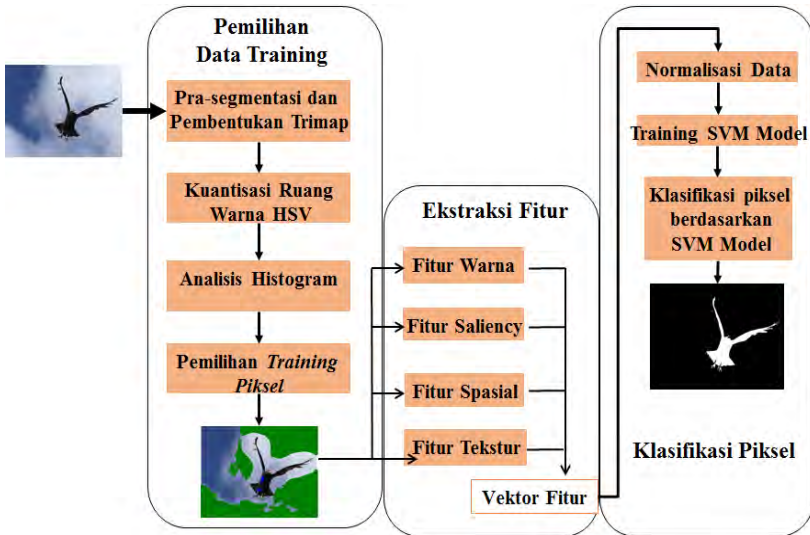 Pemilihan
Data Training
Pra-segmentasi dan
Pembentukan Trimap
Kuantisasi Ruang
Warna HSV
Analisis Histogram
Pemilihan Training
Piksel
Ekstraksi Fitur
Fitur Warna
Fitur Saliency
Fitur Spasial
Fitur Tekstur
Vektor Fitur
Normalisasi Data
Training SVM Model
Klasifikasi piksel
berdasarkan
SVM Model
Klasifikasi Piksel